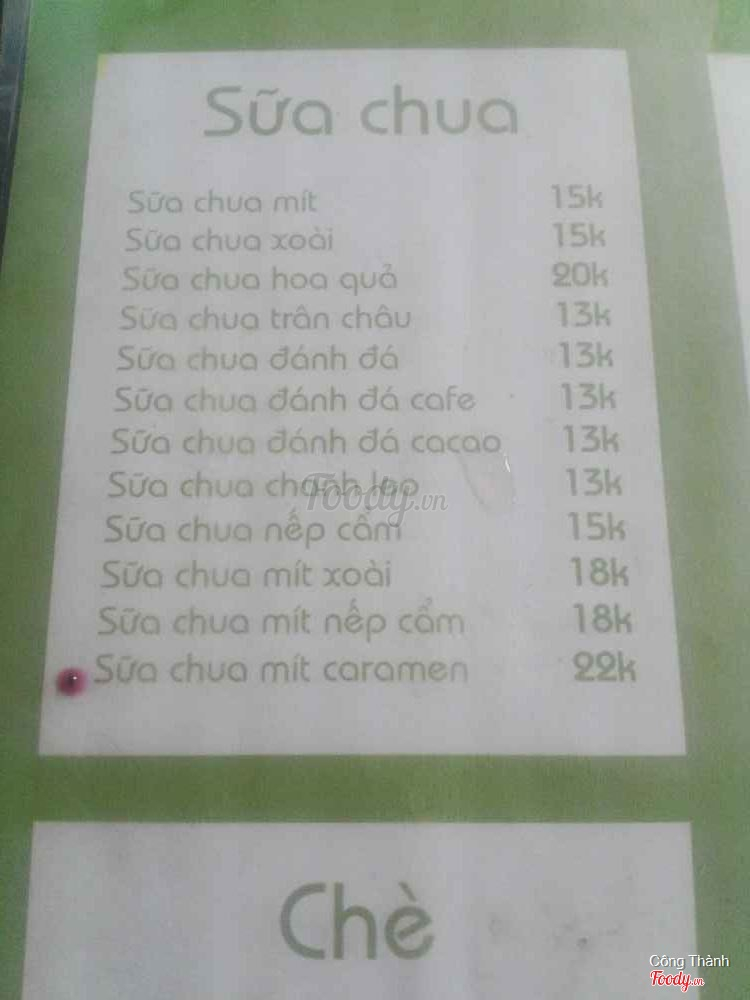 Sữa chua
Sữa chua mít 15k
Sữa chua xoài 15k
Sữa chua hoa quả 20k
Sữa chua trân châu 13k
Sữa chua đánh đá 13k
Sữa chua đánh đá cafe 13k
Sữa chua đánh đá cacao 13k
Sữa chua chanh leo 13k
Foody.vn
Sữa chua nếp cẩm 15k
Sữa chua mít xoài 18k
Sữa chua mít nếp cẩm 18k
Sữa chua mít caramen 22k
Chè
Công Thành
Foody.vn